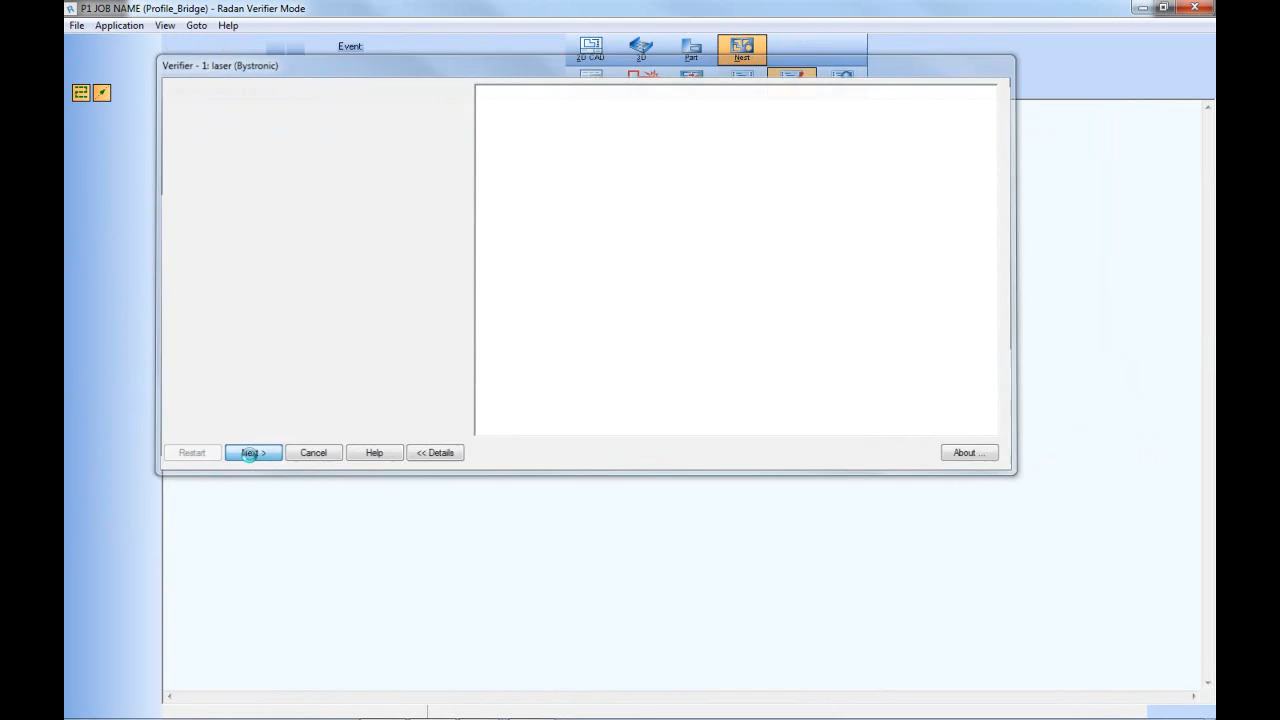 P1 JOB NAME (Profile_Bridge) - Radan Verifier Mode
File Application View Goto Help
Event:
2D CAD 3D Part Nest
Verifier - 1: laser (Bystronic)
Restart Next > Cancel Help << Details About ...